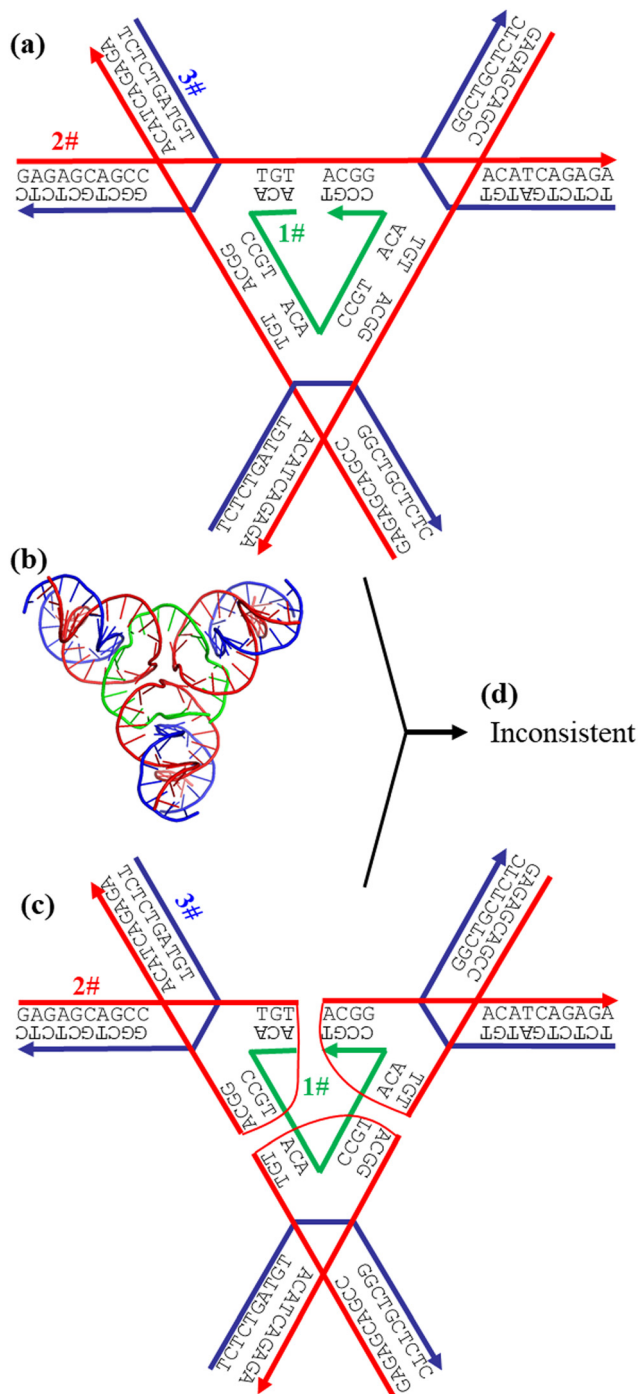 (a)
TCTCTGATGT
ACATCAGAGA
3#
GGCTGCTCTC
GAGAGCAGCC
2#
GAGAGCAGCC TGT ACGG ACATCAGAGA
GGCTGCTCTC ACA CCGT TCTCTGATGT
1#
CCGT
ACGG
ACA
TGT
ACA
TGT
CCGT
ACGG
TCTCTGATGT
ACATCAGAGA
GGCTGCTCTC
GAGAGCAGCC
(b)
(d)
Inconsistent
(c)
TCTCTGATGT
ACATCAGAGA
3#
GGCTGCTCTC
GAGAGCAGCC
2#
GAGAGCAGCC TGT ACGG ACATCAGAGA
GGCTGCTCTC ACA CCGT TCTCTGATGT
1#
CCGT
ACGG
ACA
TGT
ACA
TGT
CCGT
ACGG
TCTCTGATGT
ACATCAGAGA
GGCTGCTCTC
GAGAGCAGCC